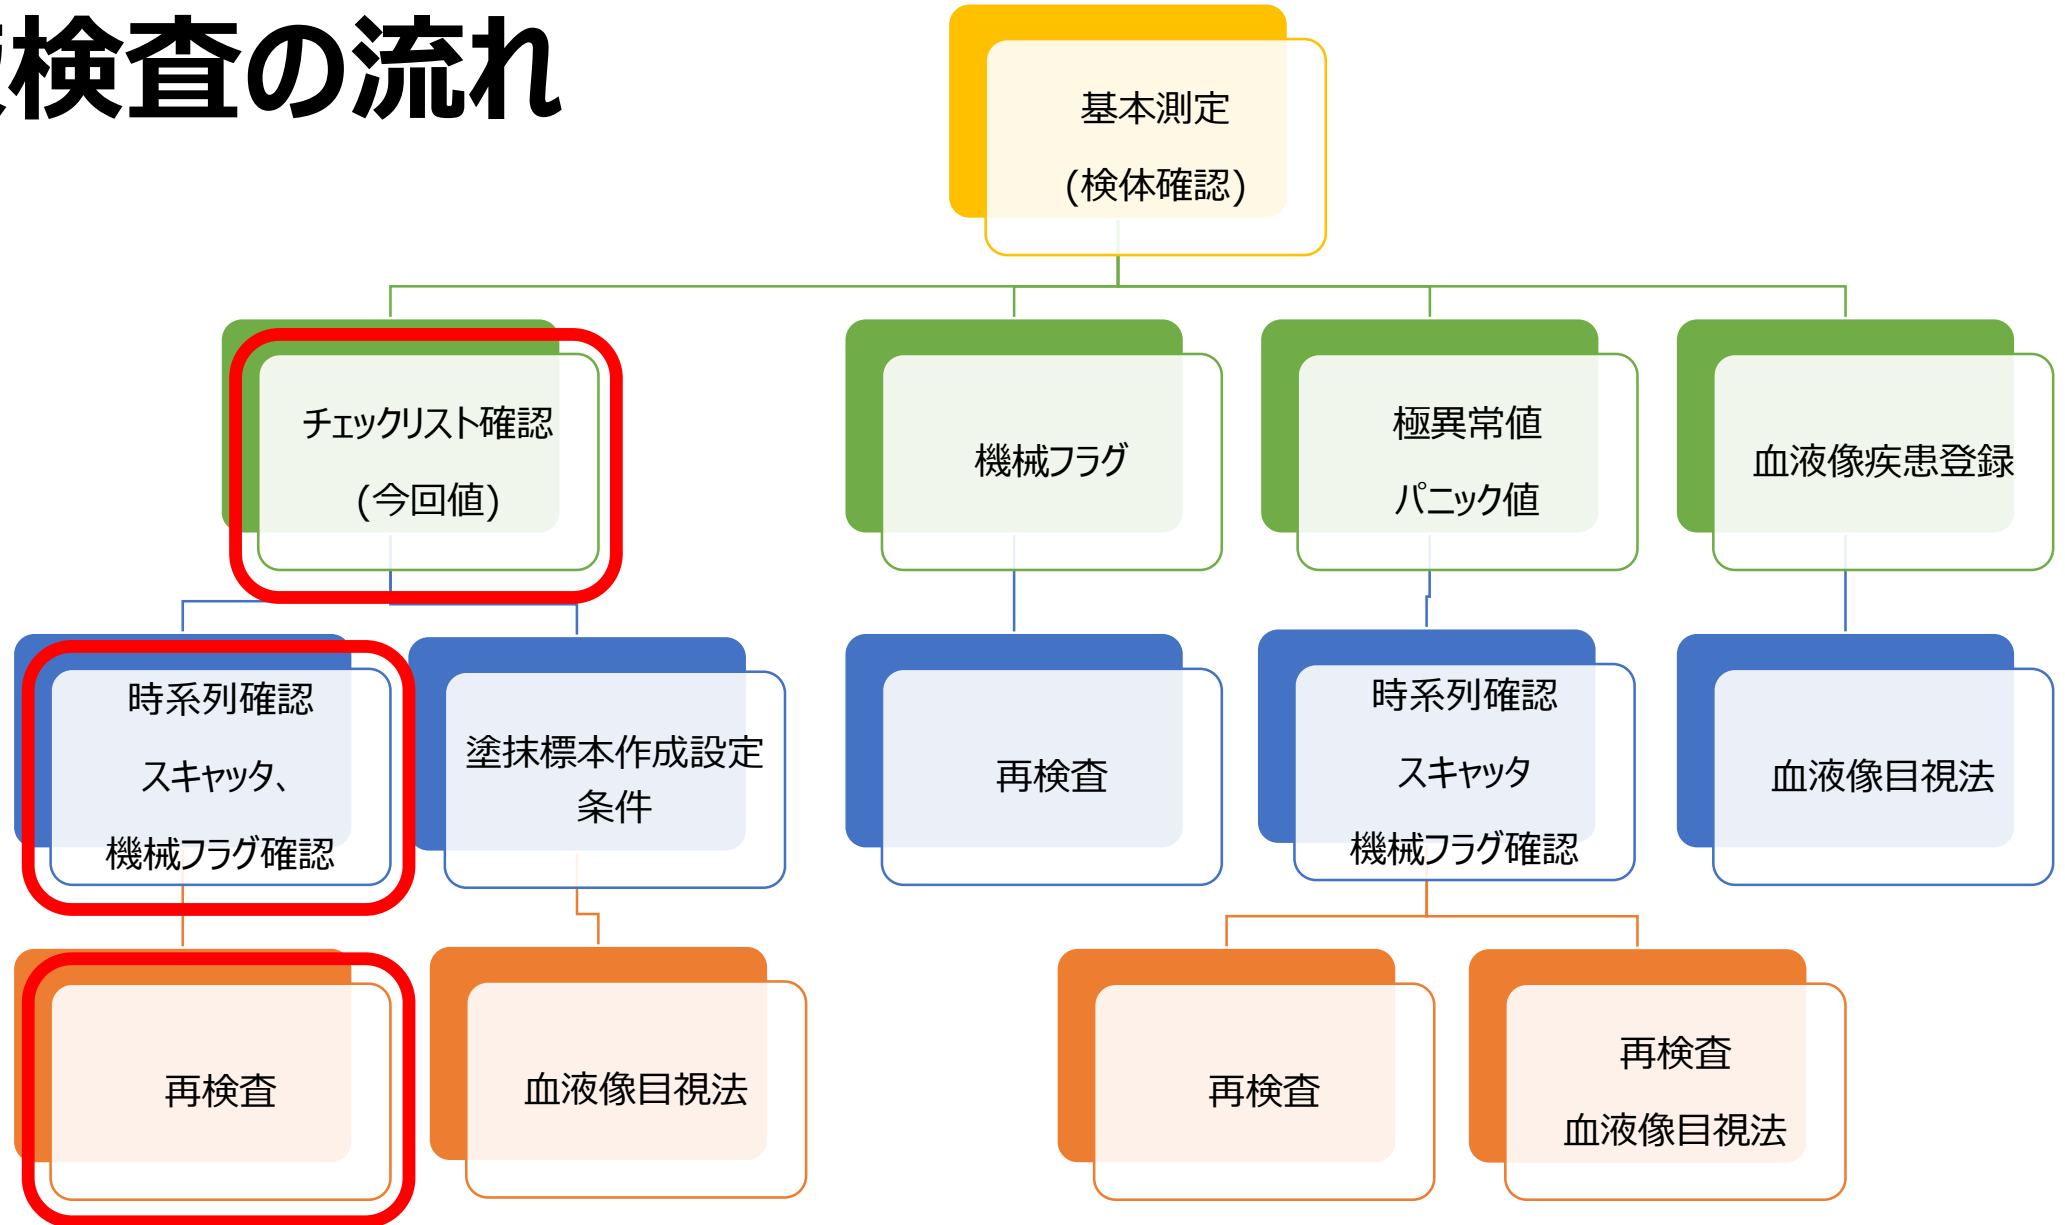 検査の流れ
基本測定
(検体確認)
チェックリスト確認
(今回値)
機械フラグ
極異常値
パニック値
血液像疾患登録
時系列確認
スキャッタ、
機械フラグ確認
塗抹標本作成設定
条件
再検査
時系列確認
スキャッタ
機械フラグ確認
血液像目視法
再検査
血液像目視法
再検査
再検査
血液像目視法